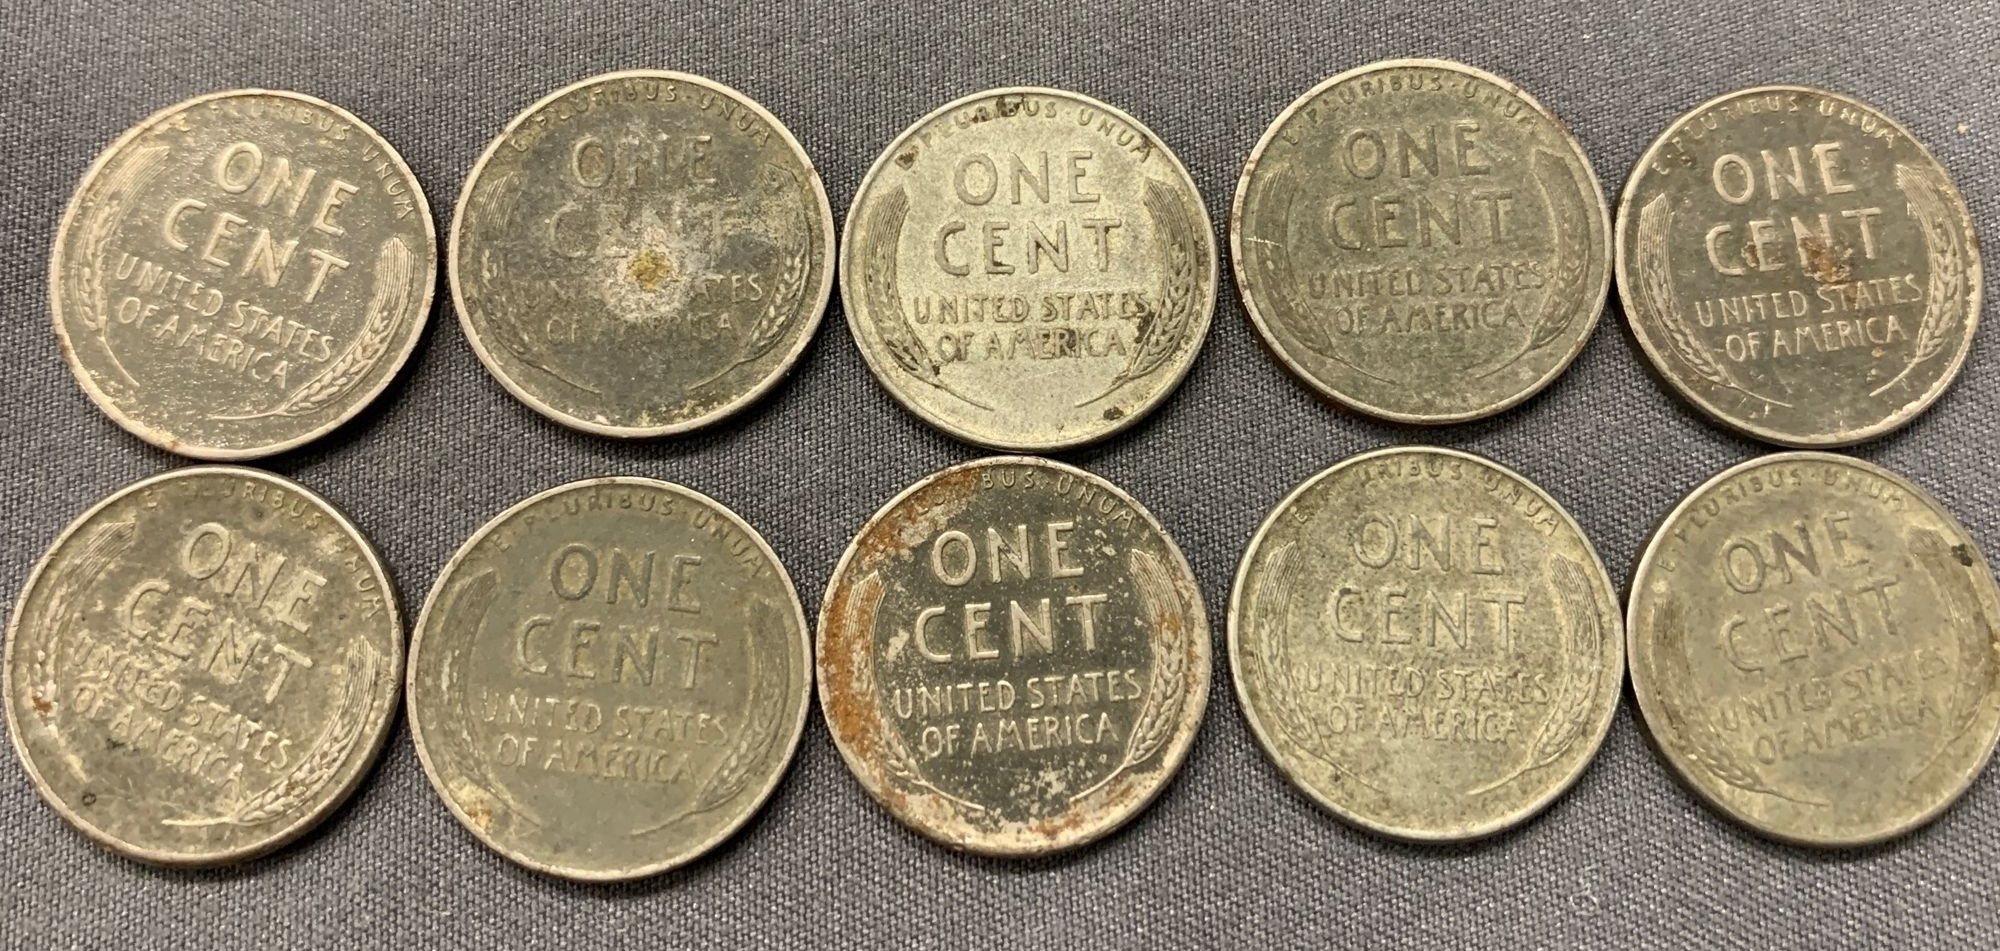 E PLURIBUS UNUM
ONE
CENT
UNITED STATES
OF AMERICA
E·PLURIBUS·UNUM
ONE
CENT
UNITED STATES
OF AMERICA
E PLURIBUS·UNUM
ONE
CENT
UNITED STATES
OF AMERICA
E·PLURIBUS·UNUM
ONE
CENT
UNITED STATES
OF AMERICA
E·PLURIBUS·UNUM
ONE
CENT
UNITED STATES
OF AMERICA
E PLURIBUS UNUM
ONE
CENT
UNITED STATES
OF AMERICA
E·PLURIBUS·UNUM
ONE
CENT
UNITED STATES
OF AMERICA
BUS·UNUM
ONE
CENT
UNITED STATES
OF AMERICA
E PLURIBUS·UNUM
ONE
CENT
UNITED STATES
OF AMERICA
E·PLURIBUS·UNUM
ONE
CENT
UNITED STATES
OF AMERICA